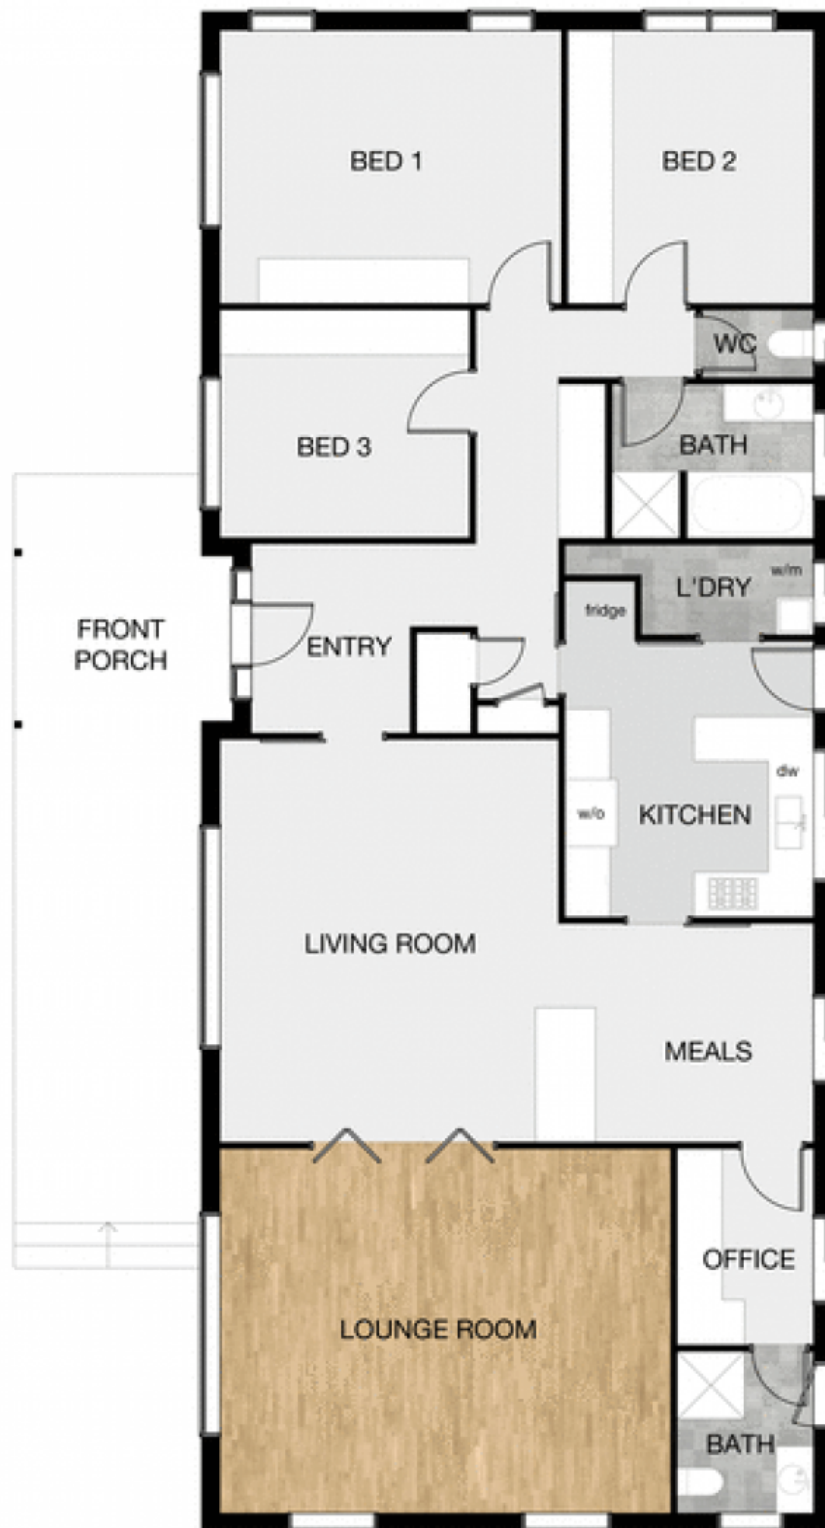 BED 1
BED 2
WC
BED 3
BATH
w/m
L'DRY
fridge
FRONT
PORCH
ENTRY
dw
w/o
KITCHEN
LIVING ROOM
MEALS
OFFICE
LOUNGE ROOM
BATH